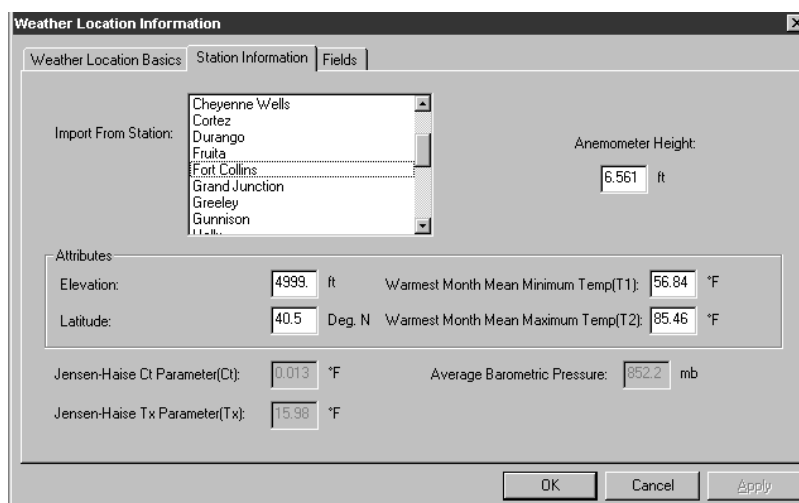 Weather Location Information
Weather Location Basics
Station Information
Fields
Import From Station:
Cheyenne Wells
Cortez
Durango
Fruita
Fort Collins
Grand Junction
Greeley
Gunnison
Anemometer Height:
6.561 ft
Attributes
Elevation: 4999. ft
Warmest Month Mean Minimum Temp(T1): 56.84 °F
Latitude: 40.5 Deg. N
Warmest Month Mean Maximum Temp(T2): 85.46 °F
Jensen-Haise Ct Parameter(Ct): 0.013 °F
Average Barometric Pressure: 852.2 mb
Jensen-Haise Tx Parameter(Tx): 15.98 °F
OK
Cancel
Apply